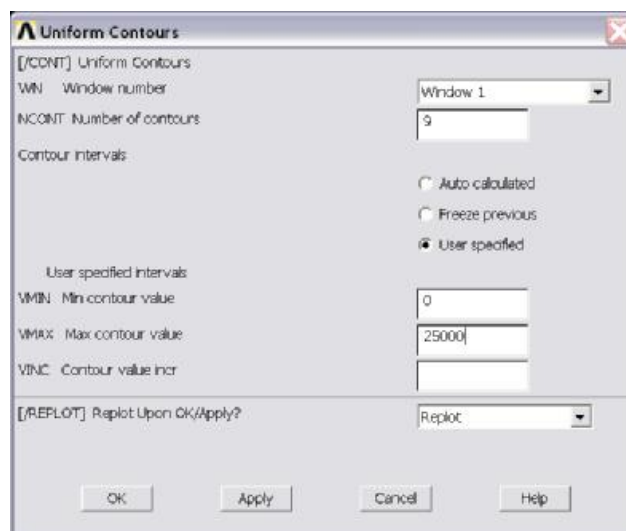 Uniform Contours
[/CONT] Uniform Contours
WN Window number Window 1
NCONT Number of contours 9
Contour intervals
Auto calculated
Freeze previous
User specified
User specified intervals
VMIN Min contour value 0
VMAX Max contour value 25000
VINC Contour value incr
[/REPLOT] Replot Upon OK/Apply? Replot
OK Apply Cancel Help